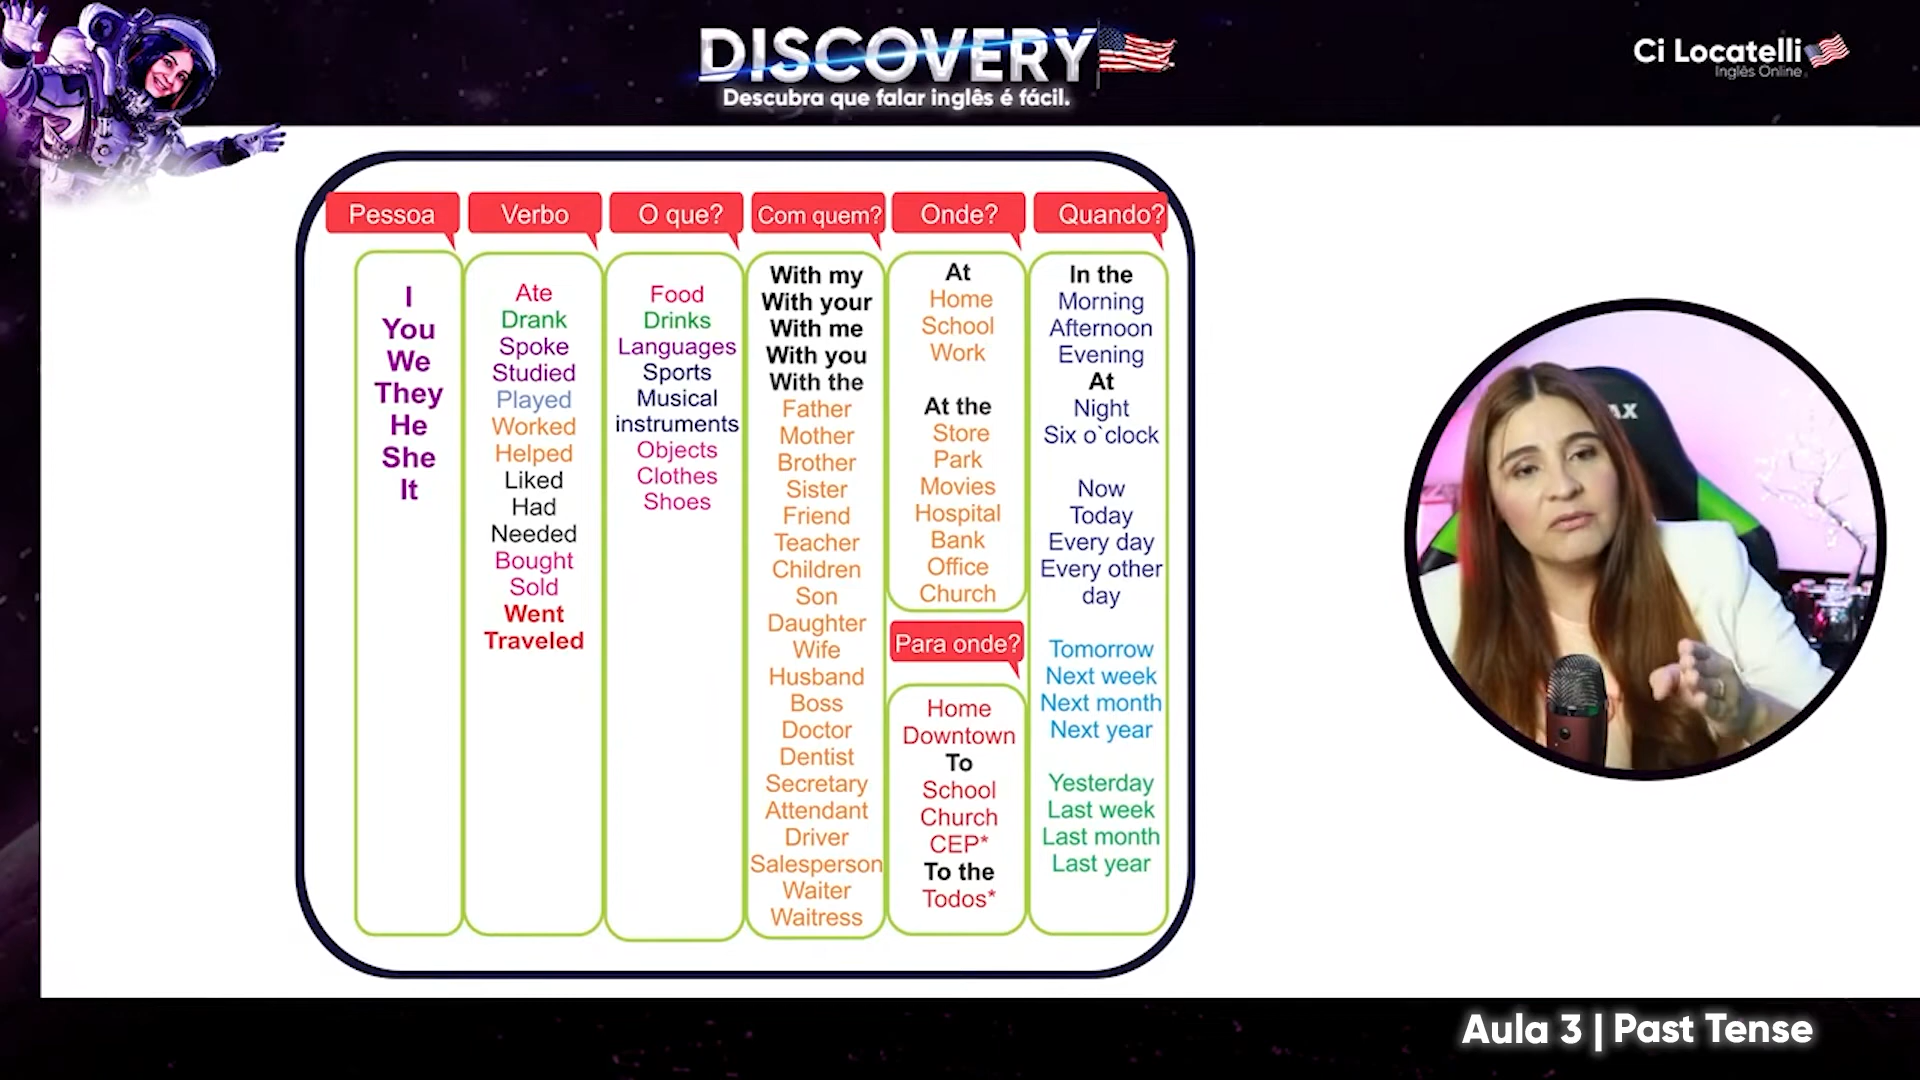 DISCOVERY
Descubra que falar inglês é fácil.
Ci Locatelli
Inglês Online
Pessoa
I
You
We
They
He
She
It
Verbo
Ate
Drank
Spoke
Studied
Played
Worked
Helped
Liked
Had
Needed
Bought
Sold
Went
Traveled
O que?
Food
Drinks
Languages
Sports
Musical
instruments
Objects
Clothes
Shoes
Com quem?
With my
With your
With me
With you
With the
Father
Mother
Brother
Sister
Friend
Teacher
Children
Son
Daughter
Wife
Husband
Boss
Doctor
Dentist
Secretary
Attendant
Driver
Salesperson
Waiter
Waitress
Onde?
At
Home
School
Work
At the
Store
Park
Movies
Hospital
Bank
Office
Church
Para onde?
Home
Downtown
To
School
Church
CEP*
To the
Todos*
Quando?
In the
Morning
Afternoon
Evening
At
Night
Six o`clock
Now
Today
Every day
Every other
day
Tomorrow
Next week
Next month
Next year
Yesterday
Last week
Last month
Last year
Aula 3 | Past Tense